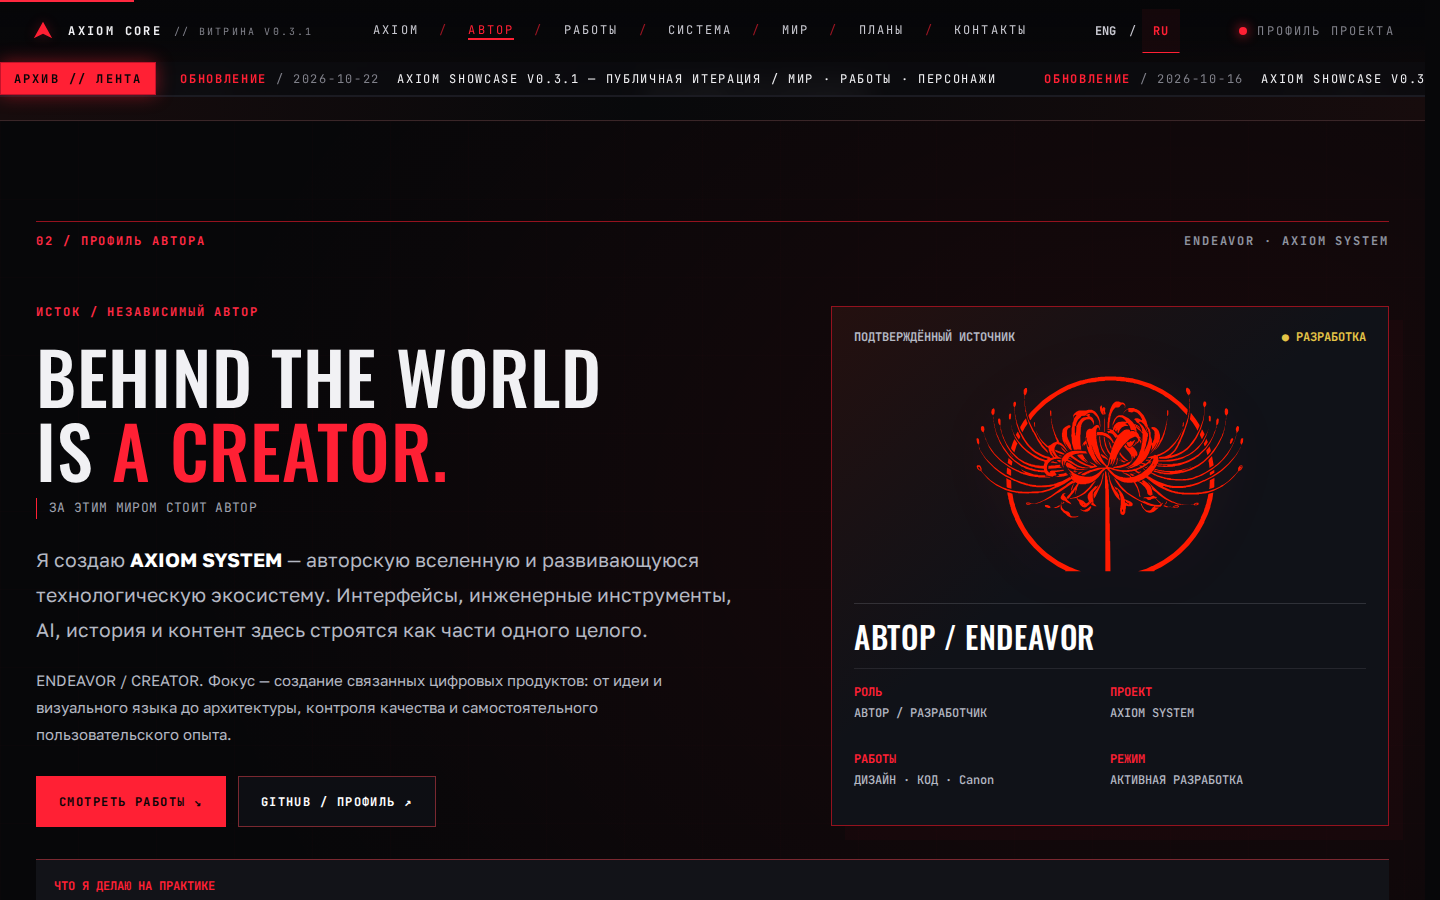 AXIOM CORE // ВИТРИНА V0.3.1
АХІОМ / АВТОР / РАБОТЫ / СИСТЕМА / МИР / ПЛАНЫ / КОНТАКТЫ
ENG / RU
ПРОФИЛЬ ПРОЕКТА
АРХИВ // ЛЕНТА
ОБНОВЛЕНИЕ / 2026-10-22 AXIOM SHOWCASE V0.3.1 — ПУБЛИЧНАЯ ИТЕРАЦИЯ / МИР · РАБОТЫ · ПЕРСОНАЖИ
ОБНОВЛЕНИЕ / 2026-10-16 AXIOM SHOWCASE V0.3
02 / ПРОФИЛЬ АВТОРА
ENDEAVOR · AXIOM SYSTEM
ИСТОК / НЕЗАВИСИМЫЙ АВТОР
BEHIND THE WORLD
IS A CREATOR.
ЗА ЭТИМ МИРОМ СТОИТ АВТОР
Я создаю AXIOM SYSTEM — авторскую вселенную и развивающуюся
технологическую экосистему. Интерфейсы, инженерные инструменты,
AI, история и контент здесь строятся как части одного целого.
ENDEAVOR / CREATOR. Фокус — создание связанных цифровых продуктов: от идеи и
визуального языка до архитектуры, контроля качества и самостоятельного
пользовательского опыта.
СМОТРЕТЬ РАБОТЫ ↘
GITHUB / ПРОФИЛЬ ↗
ПОДТВЕРЖДЁННЫЙ ИСТОЧНИК
● РАЗРАБОТКА
АВТОР / ENDEAVOR
РОЛЬ
АВТОР / РАЗРАБОТЧИК
ПРОЕКТ
AXIOM SYSTEM
РАБОТЫ
ДИЗАЙН · КОД · Canon
РЕЖИМ
АКТИВНАЯ РАЗРАБОТКА
ЧТО Я ДЕЛАЮ НА ПРАКТИКЕ